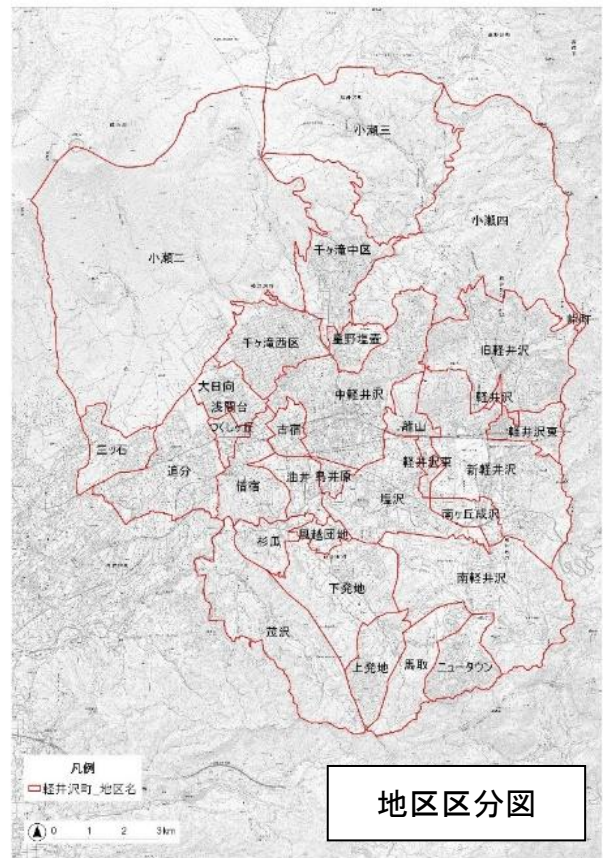 小瀬三
小瀬四
小瀬二
千ヶ滝中区
峠町
星野塩壺
千ヶ滝西区
旧軽井沢
大日向
中軽井沢
軽井沢
浅間台
つくしヶ丘
古宿
離山
軽井沢東
三ツ石
追分
借宿
油井
鳥井原
軽井沢東
新軽井沢
塩沢
南ヶ丘成沢
杉瓜
風越団地
下発地
南軽井沢
茂沢
上発地
馬取
ニュータウン
凡例
軽井沢町_地区名
0 1 2 3km
地区区分図